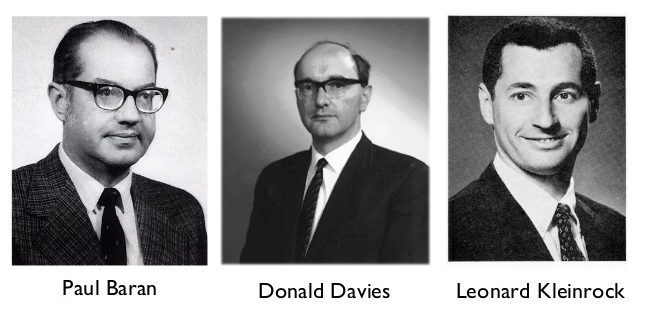 Paul Baran
Donald Davies
Leonard Kleinrock